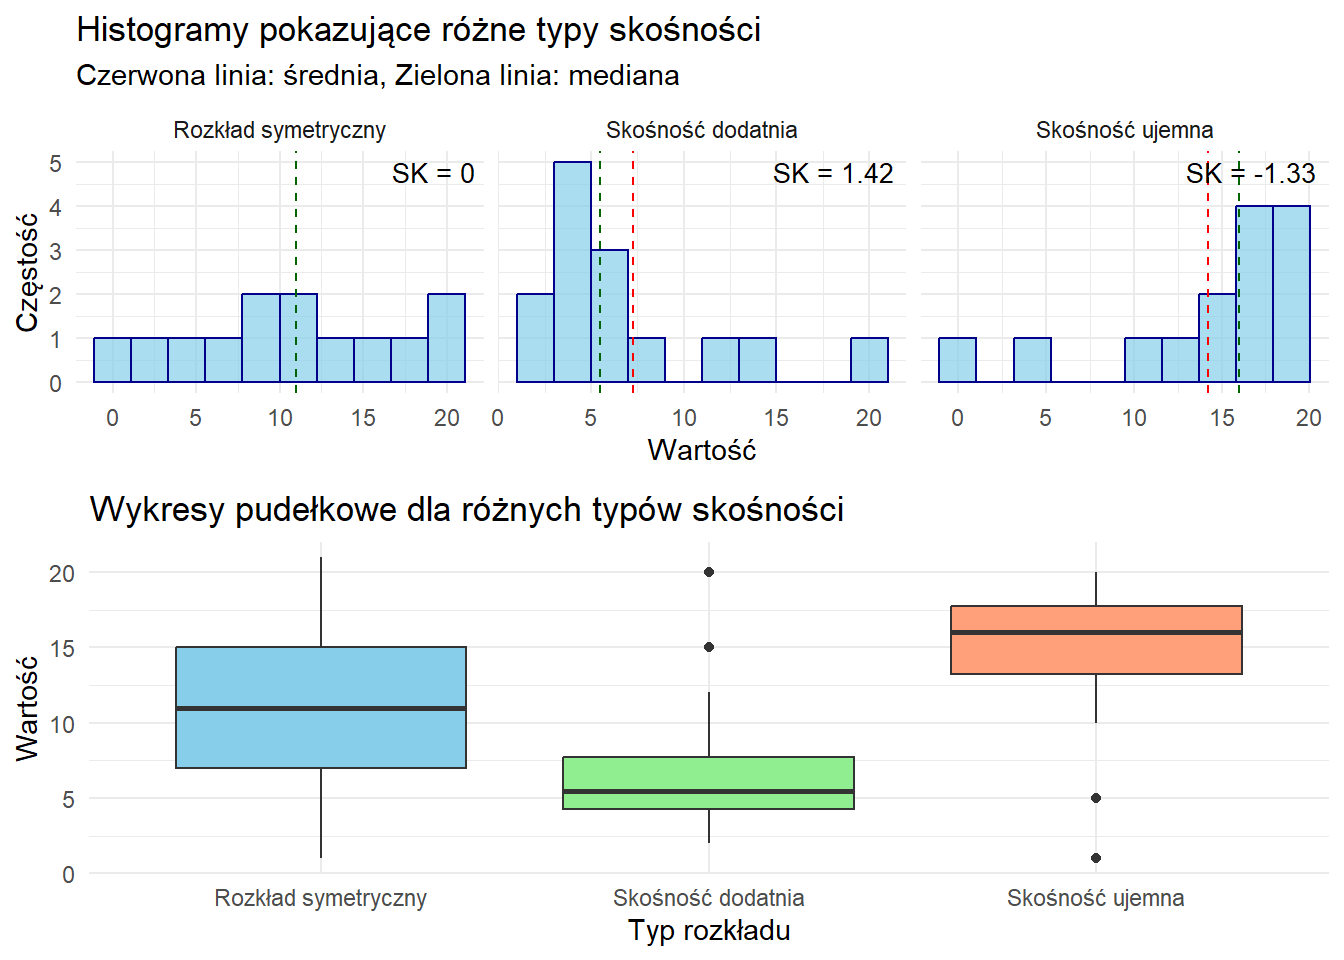 Histogramy pokazujące różne typy skośności
Czerwona linia: średnia, Zielona linia: mediana
Rozkład symetryczny
Skośność dodatnia
Skośność ujemna
SK = 0
SK = 1.42
SK = -1.33
Częstość
5
4
3
2
1
0
0 5 10 15 20
0 5 10 15 20
0 5 10 15 20
Wartość
Wykresy pudełkowe dla różnych typów skośności
Wartość
20
15
10
5
0
Rozkład symetryczny
Skośność dodatnia
Skośność ujemna
Typ rozkładu